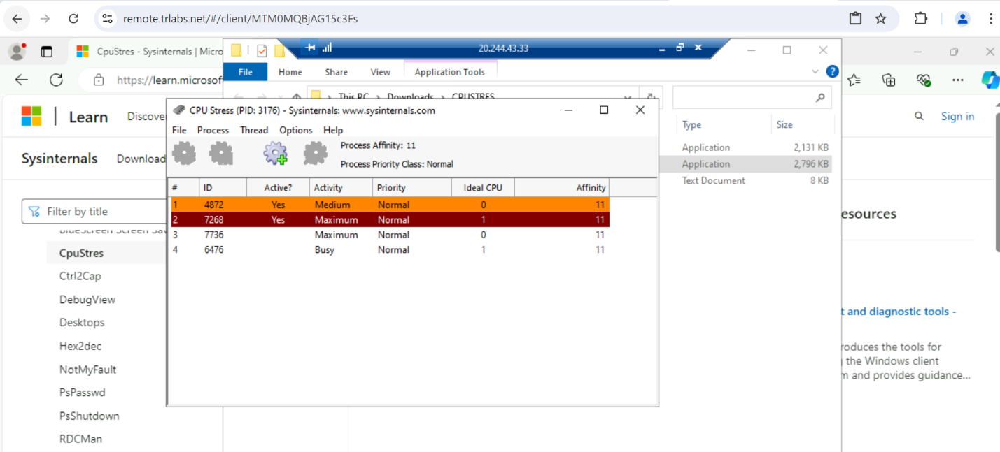 remote.trlabs.net/#/client/MTM0MQBjAG15c3Fs
CpuStres - Sysinternals | Micro
20.244.43.33
File Home Share View Application Tools
https://learn.microsof
This PC > Downloads > CPUSTRES
CPU Stress (PID: 3176) - Sysinternals: www.sysinternals.com
Learn Discove
Sign in
File Process Thread Options Help
Type Size
Process Affinity: 11
Application 2,131 KB
Sysinternals Download
Process Priority Class: Normal
Application 2,796 KB
Text Document 8 KB
# ID Active? Activity Priority Ideal CPU Affinity
1 4872 Yes Medium Normal 0 11
2 7268 Yes Maximum Normal 1 11
3 7736 Maximum Normal 0 11
4 6476 Busy Normal 1 11
Filter by title
esources
BlueScreen Screen Sav
CpuStres
Ctrl2Cap
DebugView
Desktops
Hex2dec
NotMyFault
PsPasswd
PsShutdown
RDCMan
t and diagnostic tools -
roduces the tools for
the Windows client
m and provides guidance...